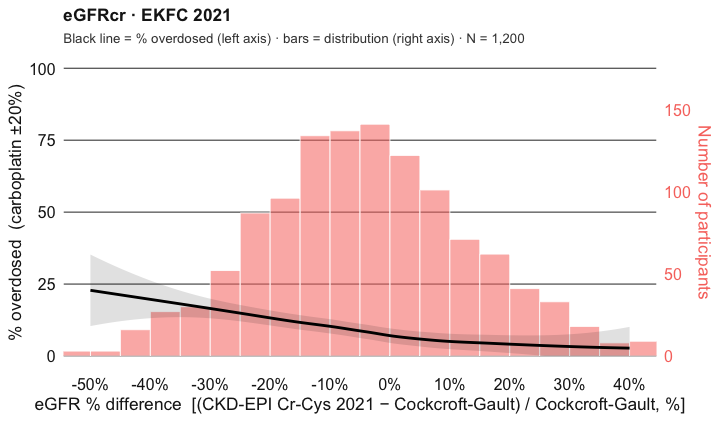 eGFRcr · EKFC 2021
Black line = % overdosed (left axis) · bars = distribution (right axis) · N = 1,200
100
75
50
25
0
% overdosed  (carboplatin ±20%)
150
100
50
0
Number of participants
-50% -40% -30% -20% -10% 0% 10% 20% 30% 40%
eGFR % difference  [(CKD-EPI Cr-Cys 2021 − Cockcroft-Gault) / Cockcroft-Gault, %]